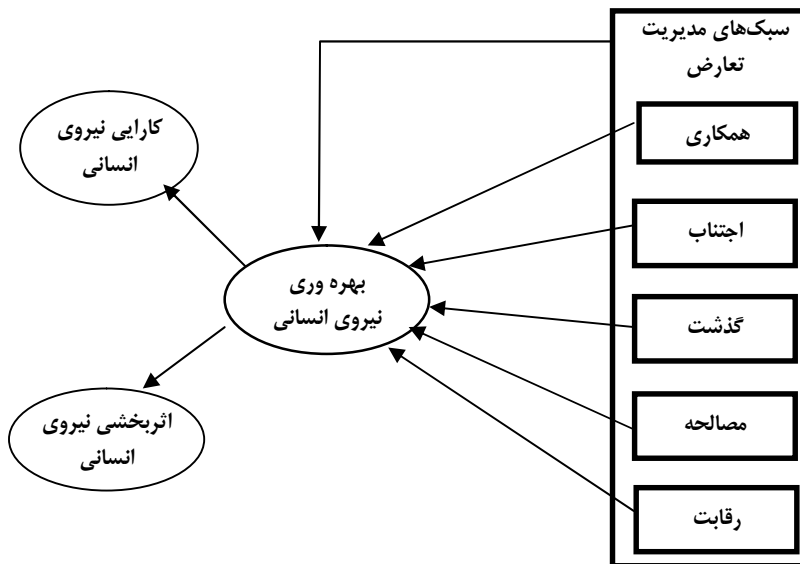 سبک‌های مدیریت
تعارض
همکاری
اجتناب
گذشت
مصالحه
رقابت
بهره وری
نیروی انسانی
کارایی نیروی
انسانی
اثربخشی نیروی
انسانی